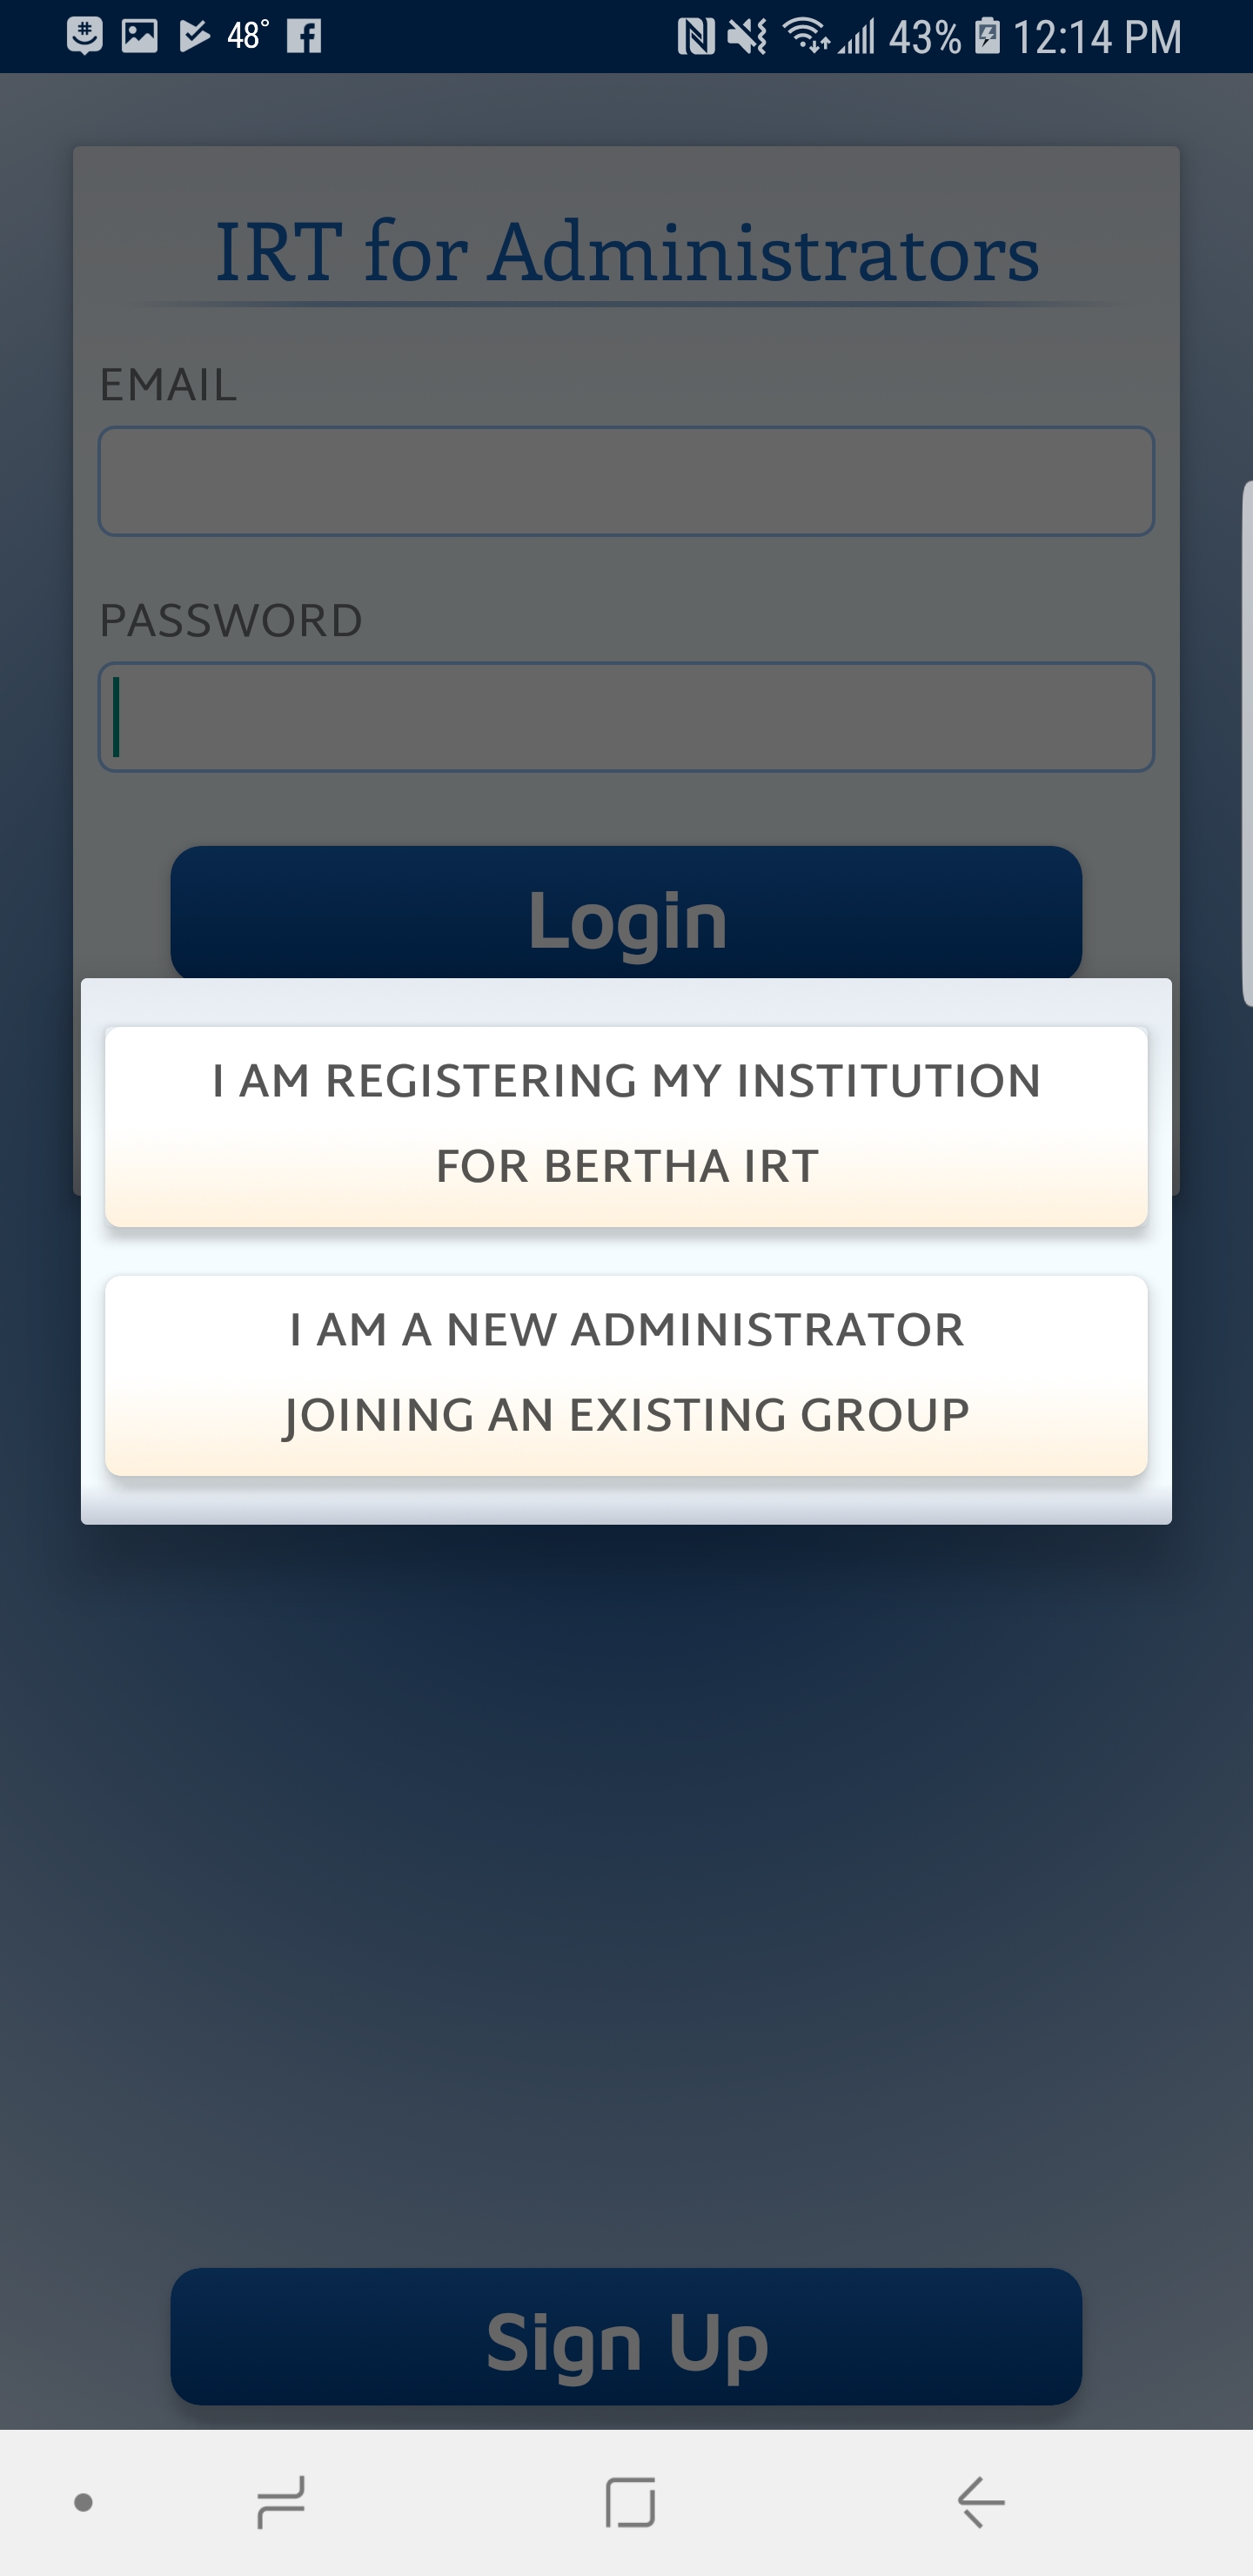 48° 43% 12:14 PM
IRT for Administrators
EMAIL
PASSWORD
Login
I AM REGISTERING MY INSTITUTION
FOR BERTHA IRT
I AM A NEW ADMINISTRATOR
JOINING AN EXISTING GROUP
Sign Up